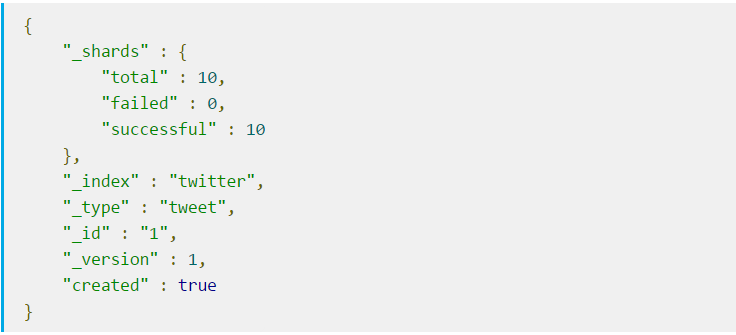 {
    "_shards" : {
        "total" : 10,
        "failed" : 0,
        "successful" : 10
    },
    "_index" : "twitter",
    "_type" : "tweet",
    "_id" : "1",
    "_version" : 1,
    "created" : true
}